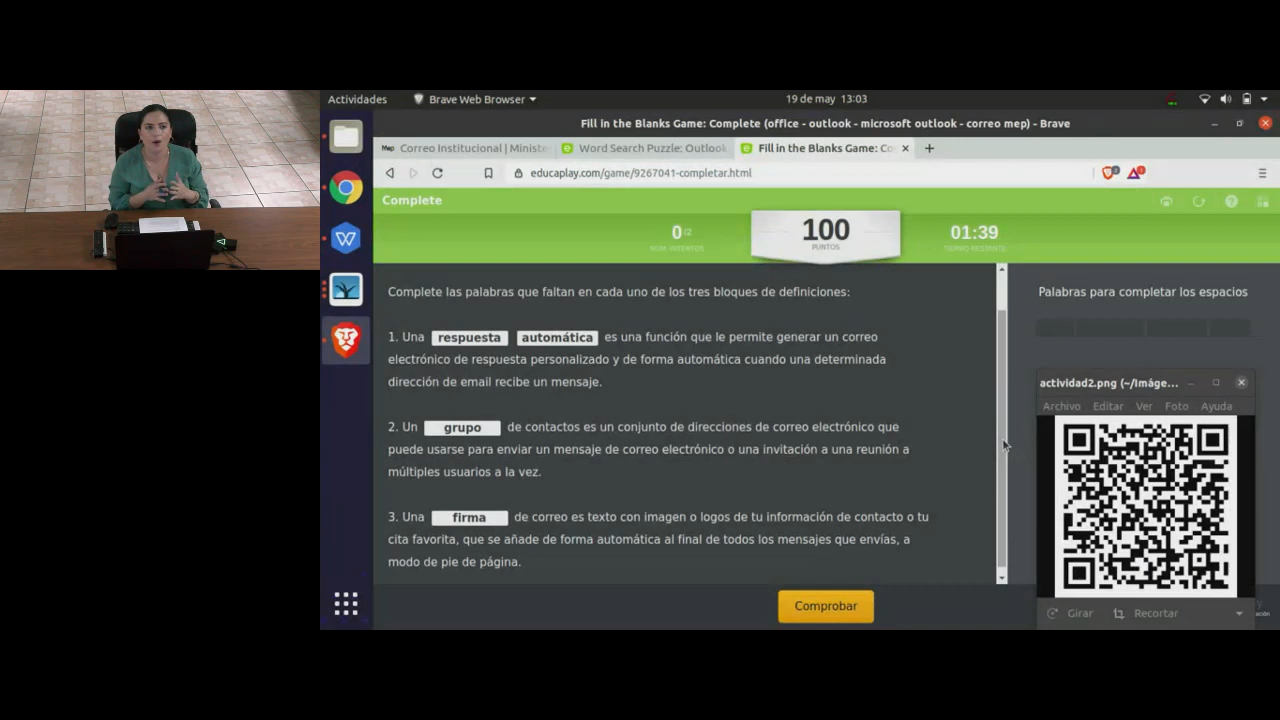 Actividades
Brave Web Browser
19 de may 13:03
Fill in the Blanks Game: Complete (office - outlook - microsoft outlook - correo mep) - Brave
Correo Institucional | Ministe
Word Search Puzzle: Outlook
Fill in the Blanks Game: Co
educaplay.com/game/9267041-completar.html
Complete
0/2
NÚM. INTENTOS
100
PUNTOS
01:39
TIEMPO RESTANTE
Complete las palabras que faltan en cada uno de los tres bloques de definiciones:
1. Una respuesta automática es una función que le permite generar un correo
electrónico de respuesta personalizado y de forma automática cuando una determinada
dirección de email recibe un mensaje.
2. Un grupo de contactos es un conjunto de direcciones de correo electrónico que
puede usarse para enviar un mensaje de correo electrónico o una invitación a una reunión a
múltiples usuarios a la vez.
3. Una firma de correo es texto con imagen o logos de tu información de contacto o tu
cita favorita, que se añade de forma automática al final de todos los mensajes que envías, a
modo de pie de página.
Comprobar
Palabras para completar los espacios
actividad2.png (~/Imáge...
Archivo Editar Ver Foto Ayuda
Girar Recortar